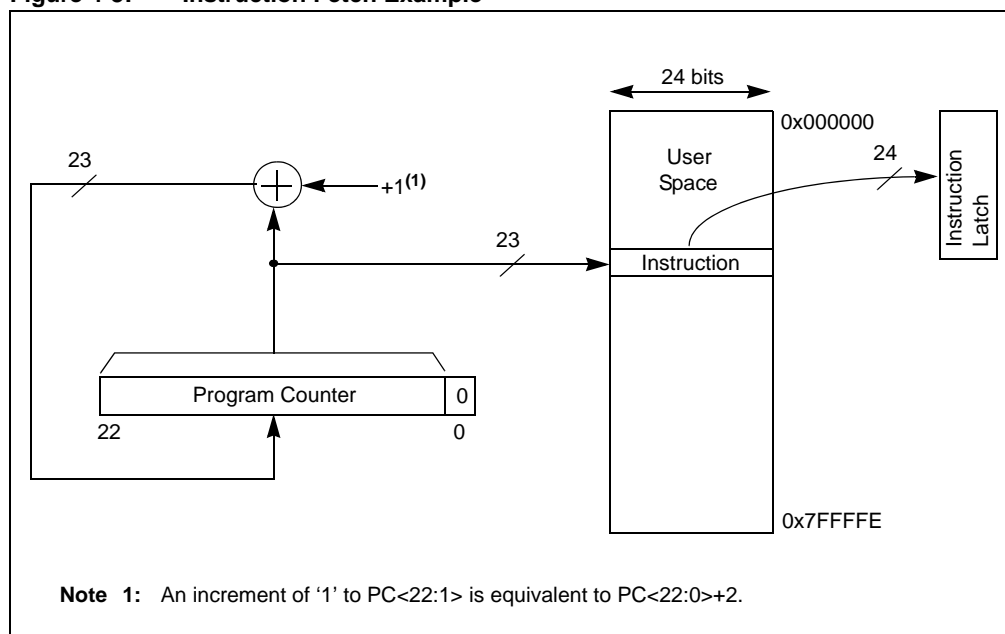 24 bits
0x000000
23
+1(1)
User
Space
24
Instruction
Latch
23
Instruction
Program Counter
0
22
0
0x7FFFFE
Note 1: An increment of ‘1’ to PC<22:1> is equivalent to PC<22:0>+2.